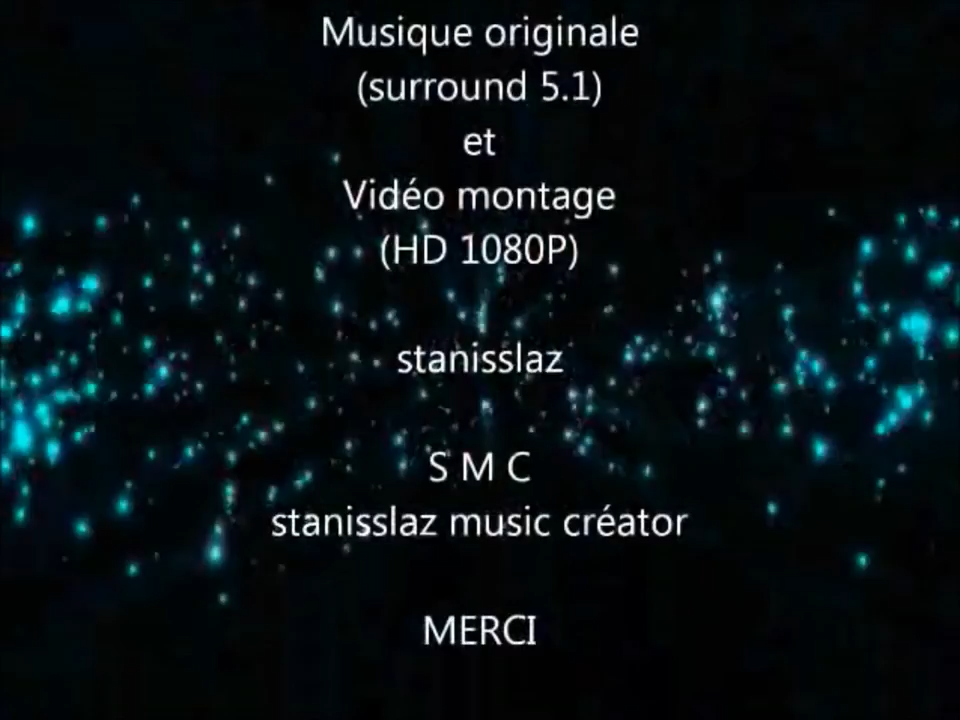 Musique originale
(surround 5.1)
et
Vidéo montage
(HD 1080P)
stanisslaz
S M C
stanisslaz music créator
MERCI